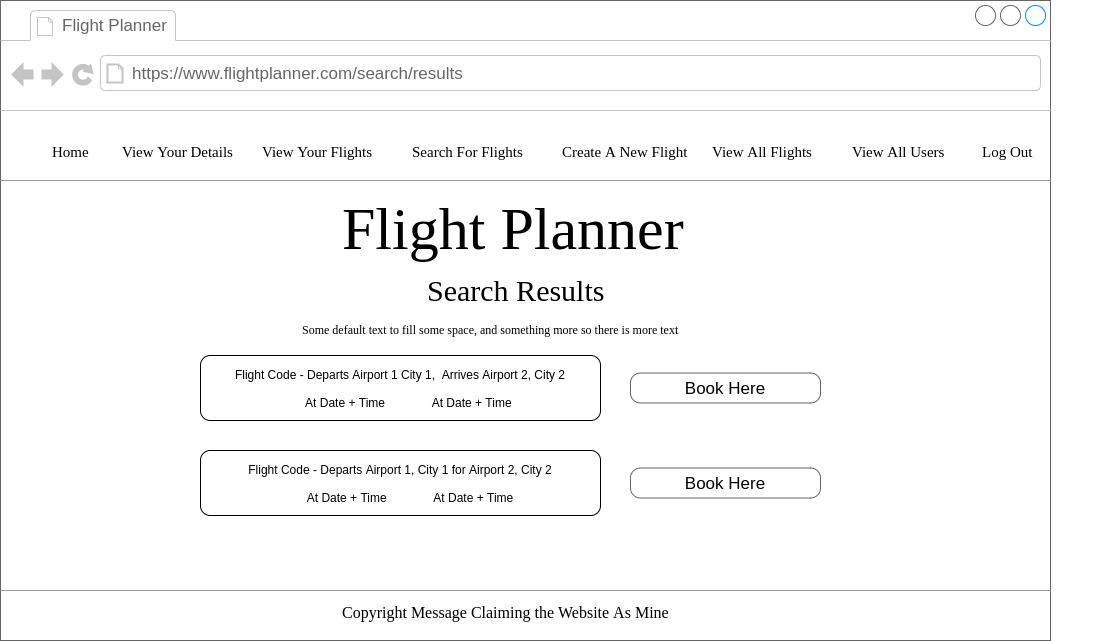 Flight Planner
https://www.flightplanner.com/search/results
Home View Your Details View Your Flights Search For Flights Create A New Flight View All Flights View All Users Log Out
Flight Planner
Search Results
Some default text to fill some space, and something more so there is more text
Flight Code - Departs Airport 1 City 1, Arrives Airport 2, City 2
At Date + Time At Date + Time
Book Here
Flight Code - Departs Airport 1, City 1 for Airport 2, City 2
At Date + Time At Date + Time
Book Here
Copyright Message Claiming the Website As Mine